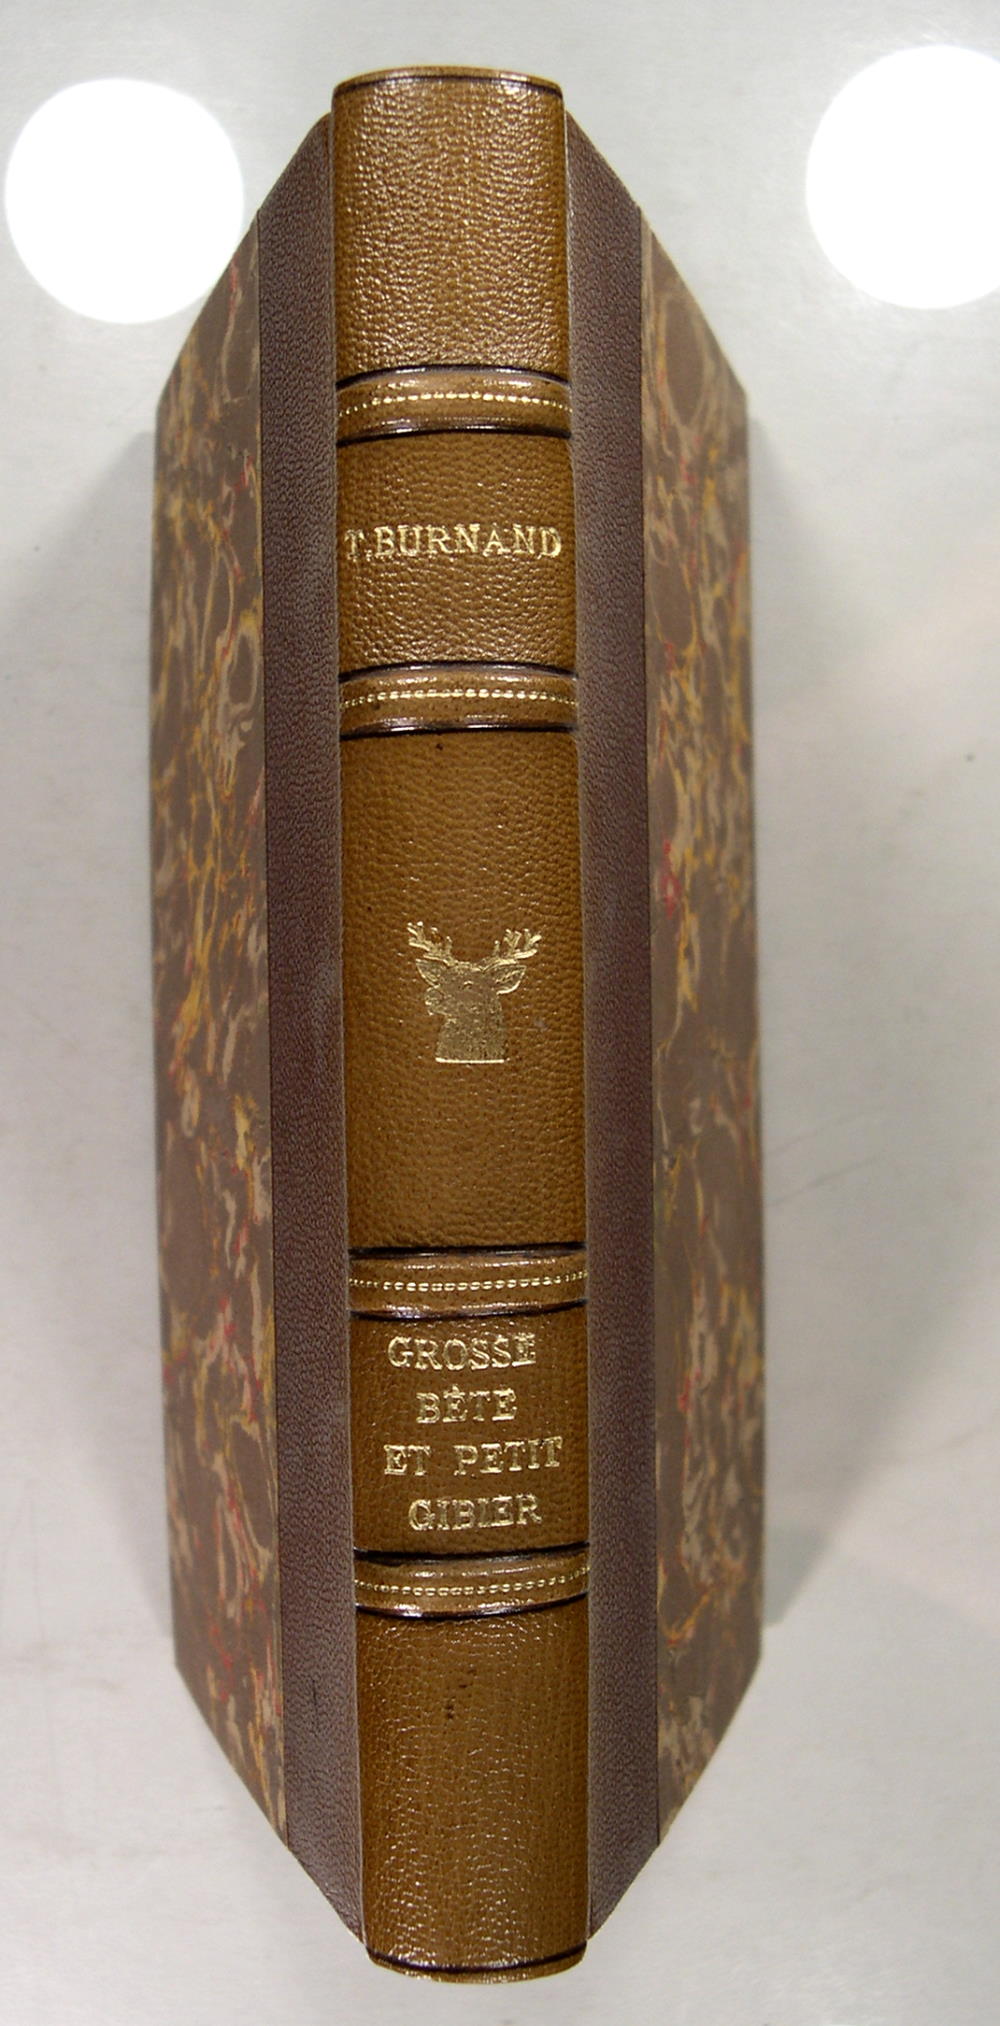 T.BURNAND
GROSSE
BÊTE
ET PETIT
GIBIER